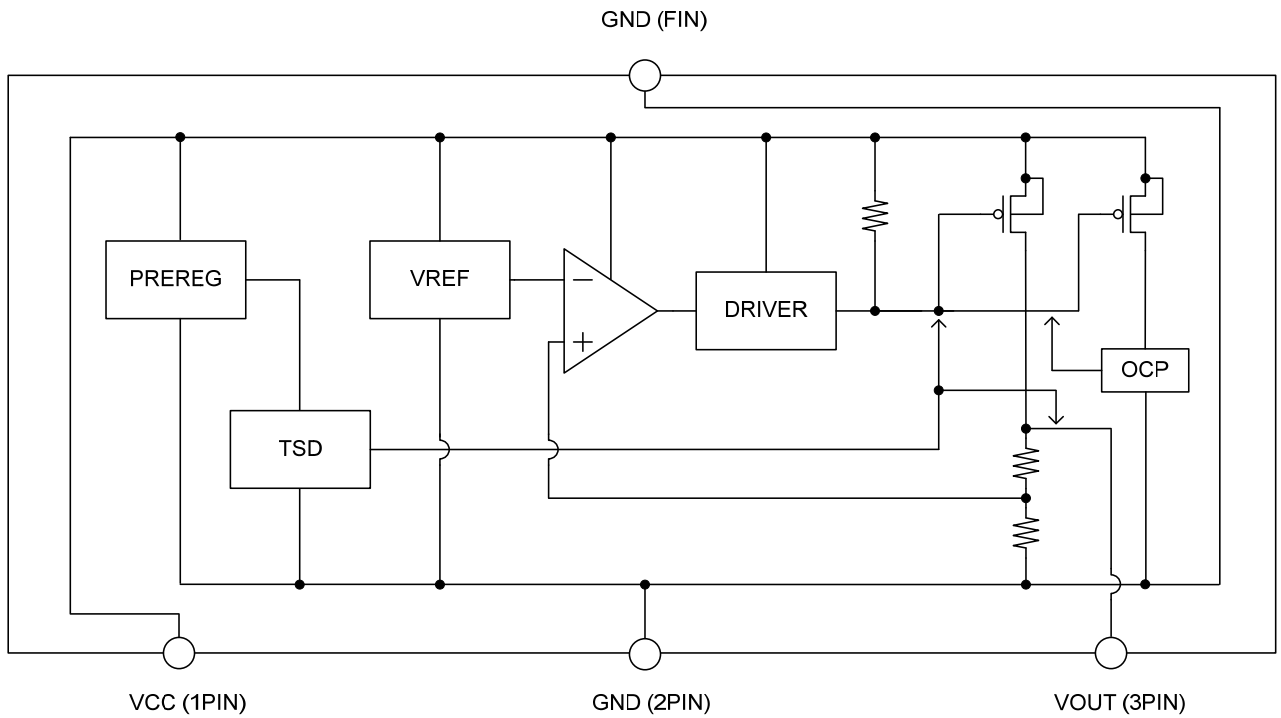 GND (FIN)
PREREG
VREF
−
+
DRIVER
OCP
TSD
VCC (1PIN)
GND (2PIN)
VOUT (3PIN)